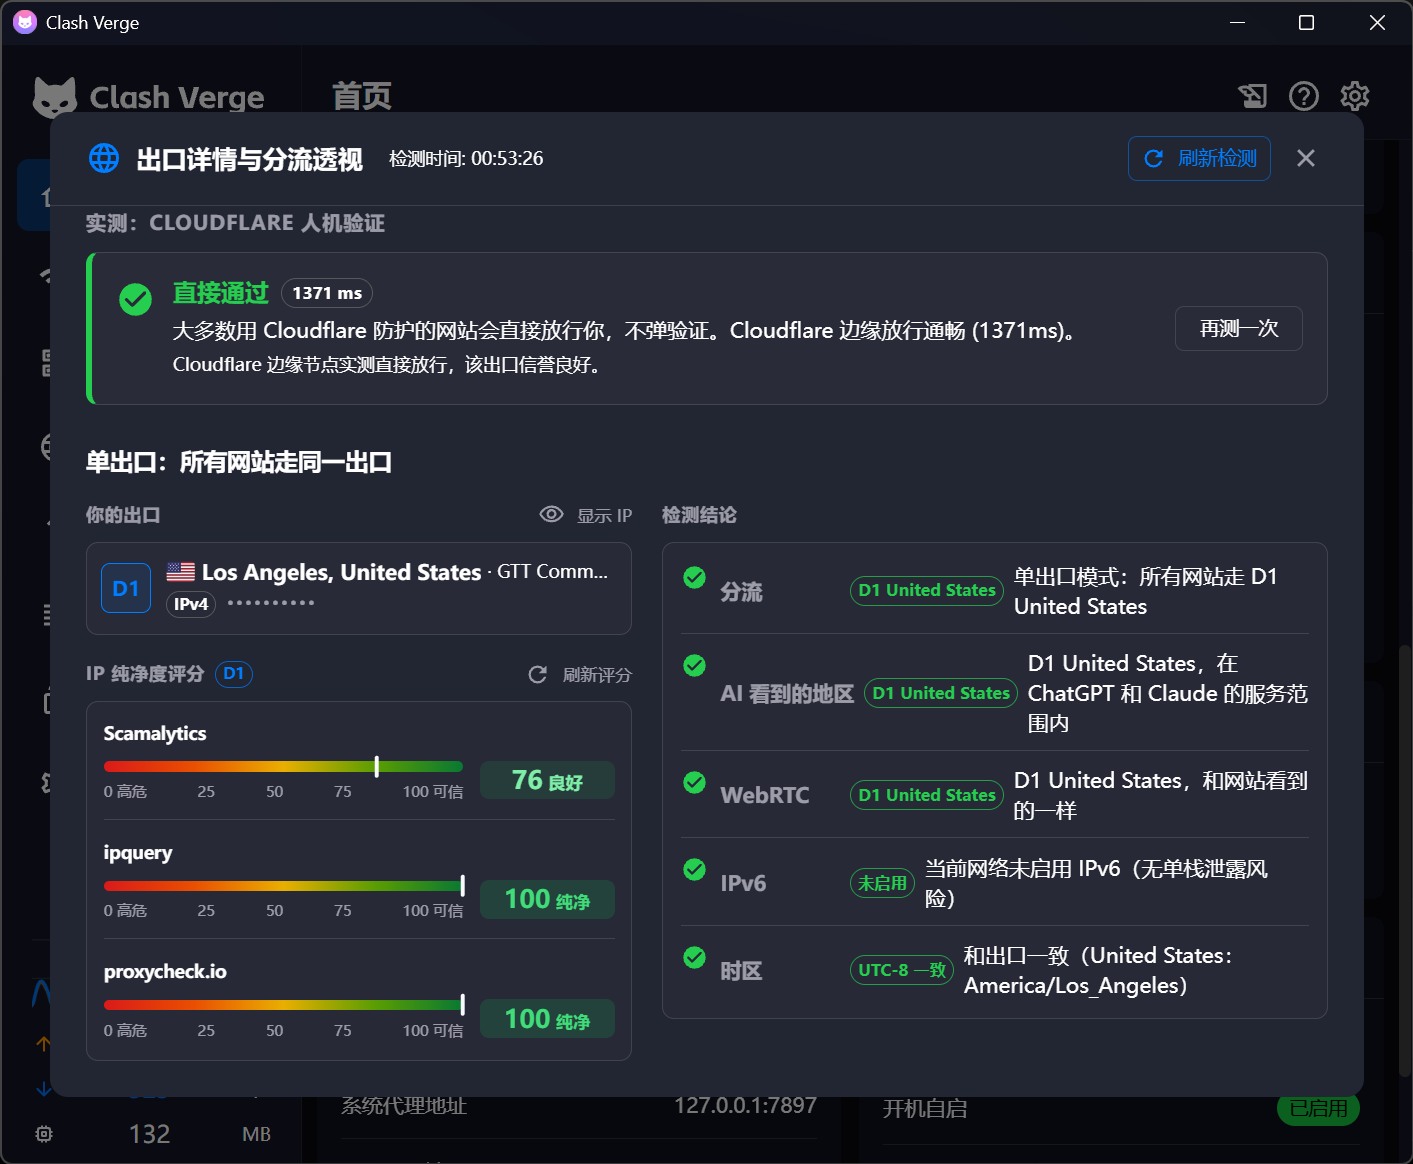 Clash Verge
Clash Verge
首页
出口详情与分流透视
检测时间: 00:53:26
刷新检测
实测：CLOUDFLARE 人机验证
直接通过
1371 ms
大多数用 Cloudflare 防护的网站会直接放行你，不弹验证。Cloudflare 边缘放行通畅 (1371ms)。
Cloudflare 边缘节点实测直接放行，该出口信誉良好。
再测一次
单出口：所有网站走同一出口
你的出口
显示 IP
D1
Los Angeles, United States · GTT Comm...
IPv4 ••••••••••
IP 纯净度评分
D1
刷新评分
Scamalytics
0 高危 25 50 75 100 可信
76 良好
ipquery
0 高危 25 50 75 100 可信
100 纯净
proxycheck.io
0 高危 25 50 75 100 可信
100 纯净
检测结论
分流
D1 United States
单出口模式：所有网站走 D1
United States
AI 看到的地区
D1 United States
D1 United States，在
ChatGPT 和 Claude 的服务范
围内
WebRTC
D1 United States
D1 United States，和网站看到
的一样
IPv6
未启用
当前网络未启用 IPv6（无单栈泄露风
险）
时区
UTC-8 一致
和出口一致（United States：
America/Los_Angeles）
132 MB
系统代理地址
127.0.0.1:7897
开机自启
已启用